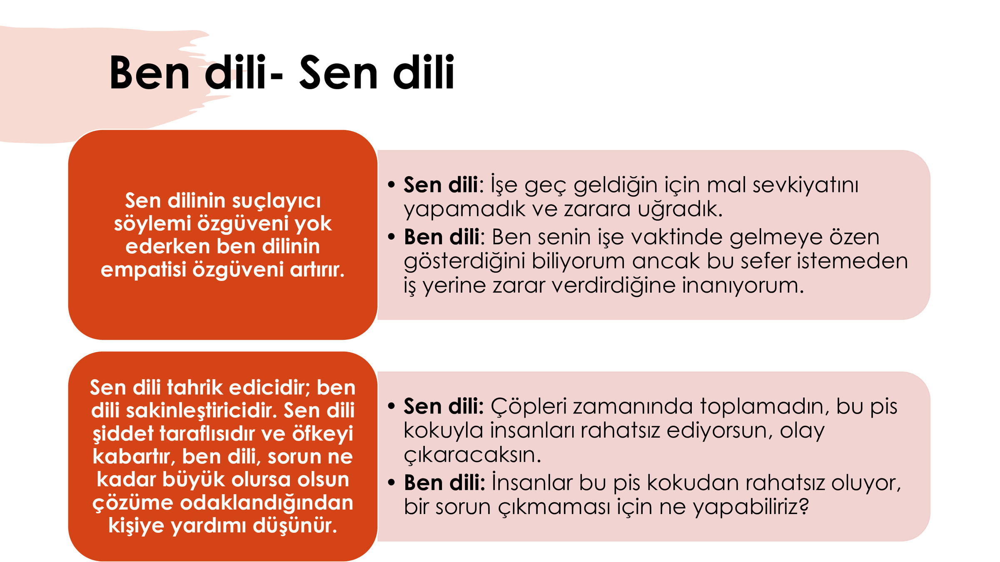 Ben dili- Sen dili
Sen dilinin suçlayıcı
söylemi özgüveni yok
ederken ben dilinin
empatisi özgüveni artırır.
• Sen dili: İşe geç geldiğin için mal sevkiyatını
yapamadık ve zarara uğradık.
• Ben dili: Ben senin işe vaktinde gelmeye özen
gösterdiğini biliyorum ancak bu sefer istemeden
iş yerine zarar verdirdiğine inanıyorum.
Sen dili tahrik edicidir; ben
dili sakinleştiricidir. Sen dili
şiddet taraflısıdır ve öfkeyi
kabartır, ben dili, sorun ne
kadar büyük olursa olsun
çözüme odaklandığından
kişiye yardımı düşünür.
• Sen dili: Çöpleri zamanında toplamadın, bu pis
kokuyla insanları rahatsız ediyorsun, olay
çıkaracaksın.
• Ben dili: İnsanlar bu pis kokudan rahatsız oluyor,
bir sorun çıkmaması için ne yapabiliriz?